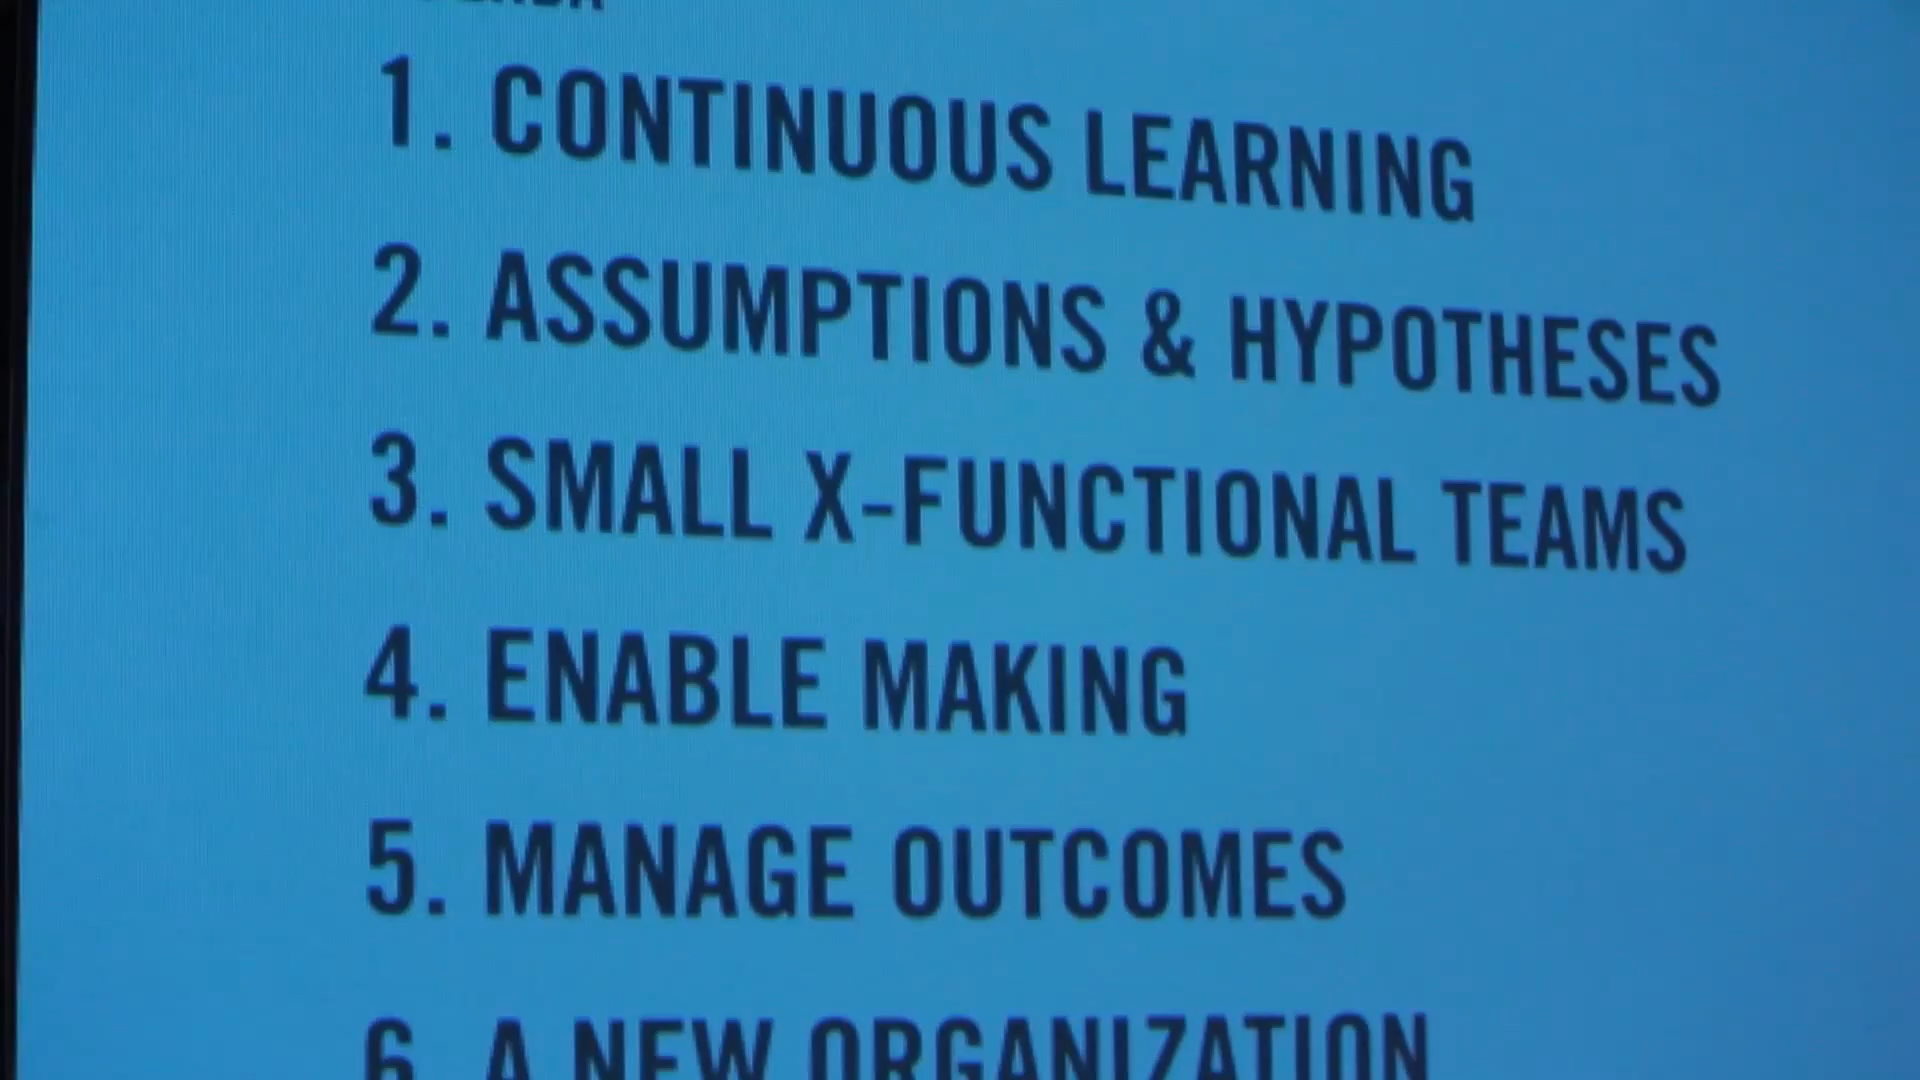 1. CONTINUOUS LEARNING
2. ASSUMPTIONS & HYPOTHESES
3. SMALL X-FUNCTIONAL TEAMS
4. ENABLE MAKING
5. MANAGE OUTCOMES
6. A NEW ORGANIZATION